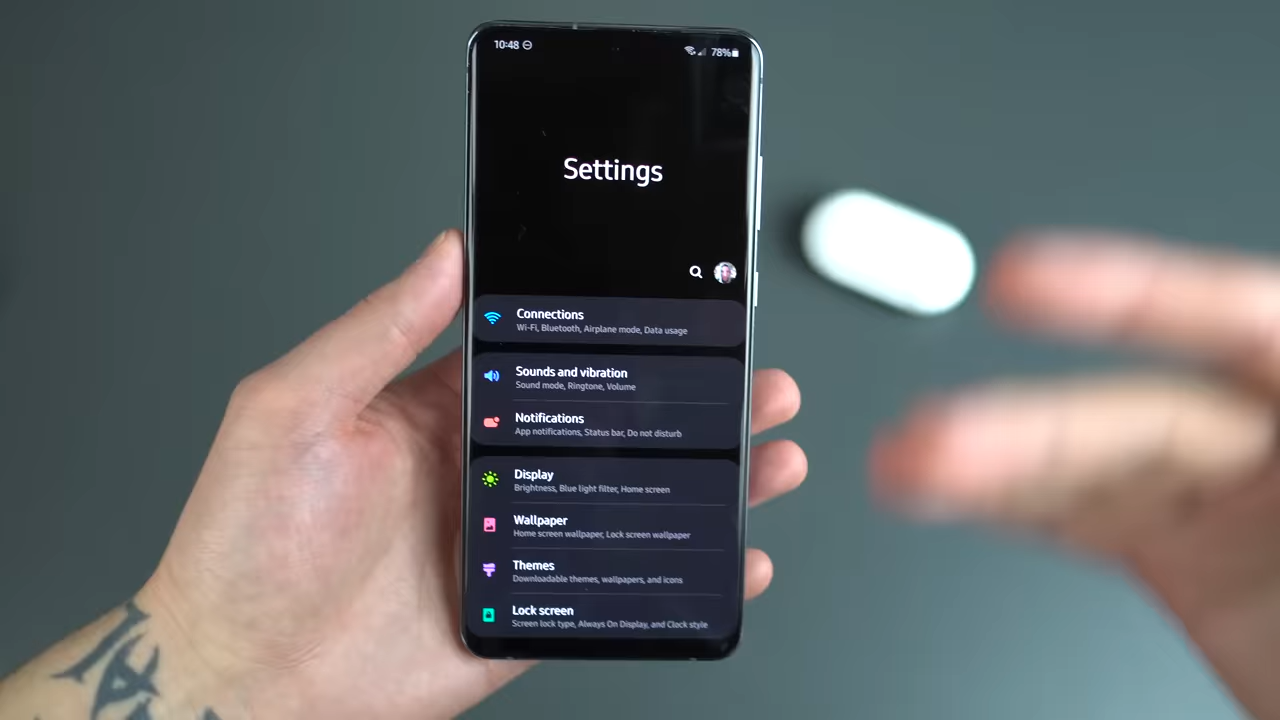 10:48
78%
Settings
Connections
Wi-Fi, Bluetooth, Airplane mode, Data usage
Sounds and vibration
Sound mode, Ringtone, Volume
Notifications
App notifications, Status bar, Do not disturb
Display
Brightness, Blue light filter, Home screen
Wallpaper
Home screen wallpaper, Lock screen wallpaper
Themes
Downloadable themes, wallpapers, and icons
Lock screen
Screen lock type, Always On Display, and Clock style